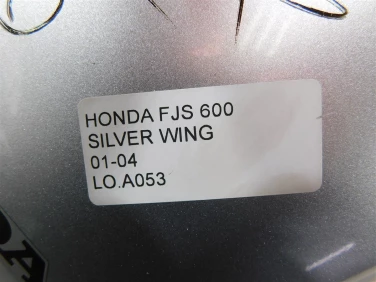 HONDA FJS 600
SILVER WING
01-04
LO.A053